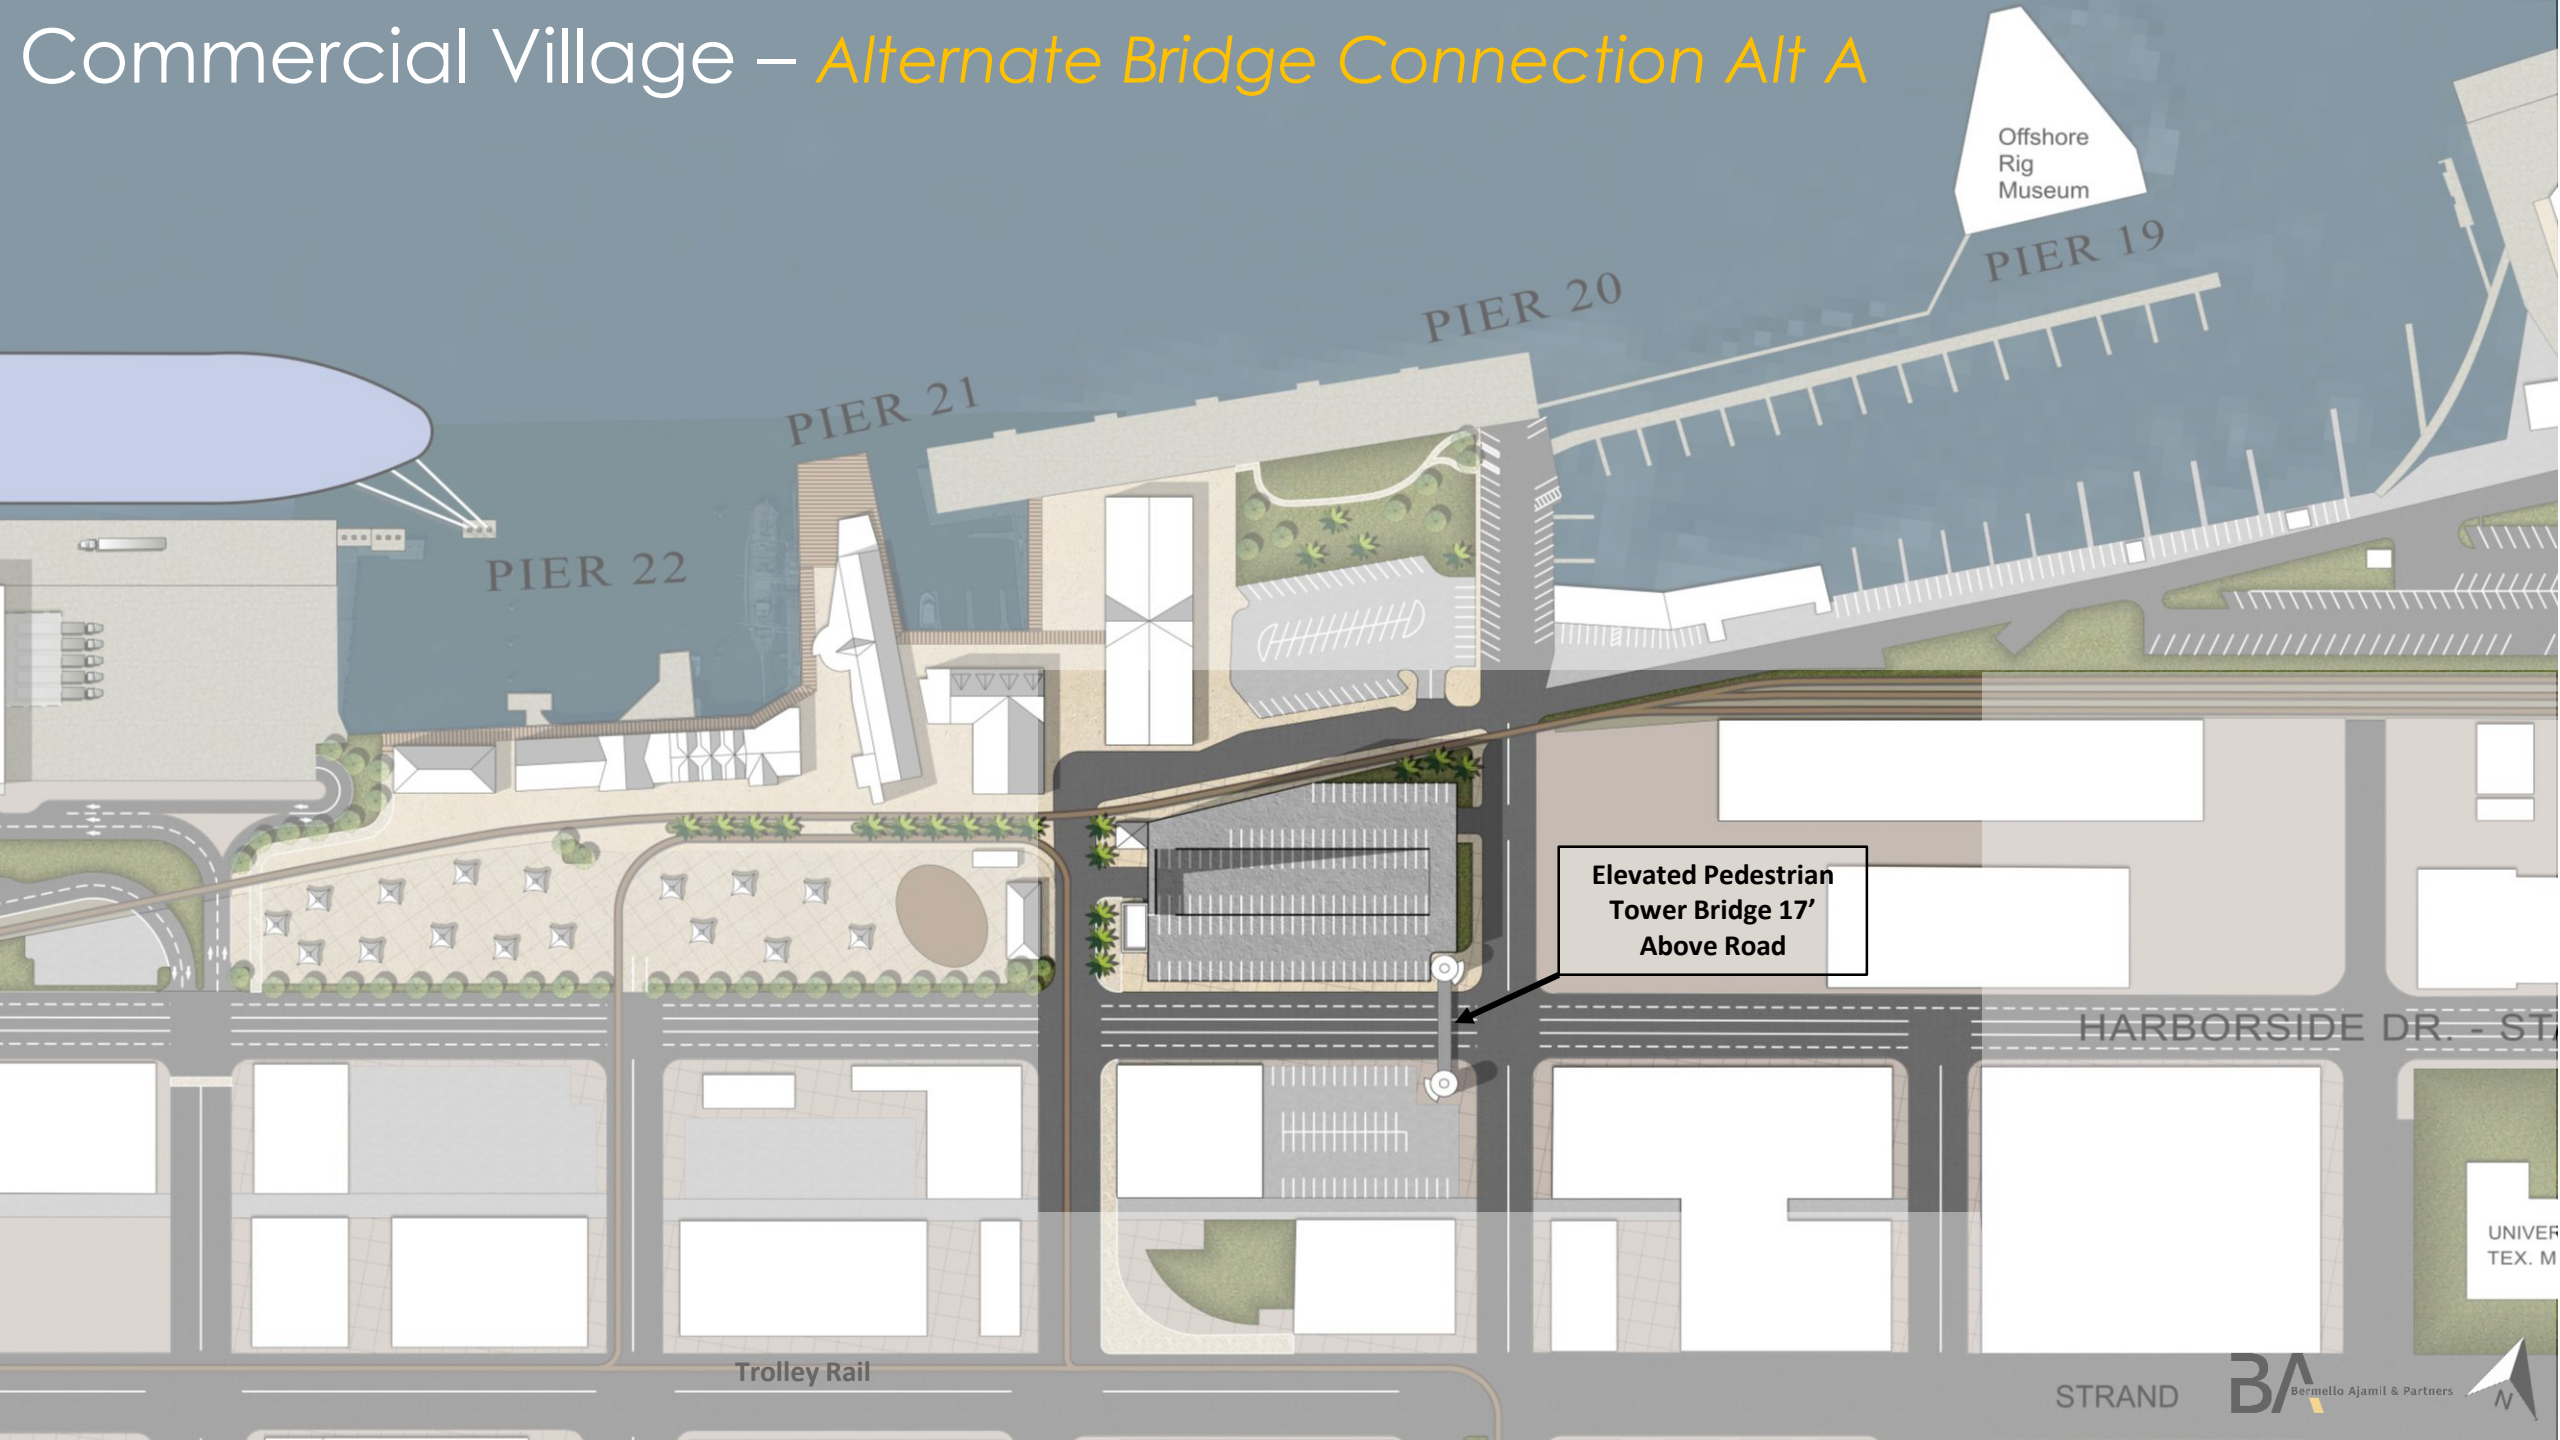 Commercial Village – Alternate Bridge Connection Alt A
Offshore
Rig
Museum
PIER 19
PIER 20
PIER 21
PIER 22
Elevated Pedestrian
Tower Bridge 17’
Above Road
HARBORSIDE DR. - ST
UNIVER
TEX. M
Trolley Rail
STRAND
BA
Bermello Ajamil & Partners
N